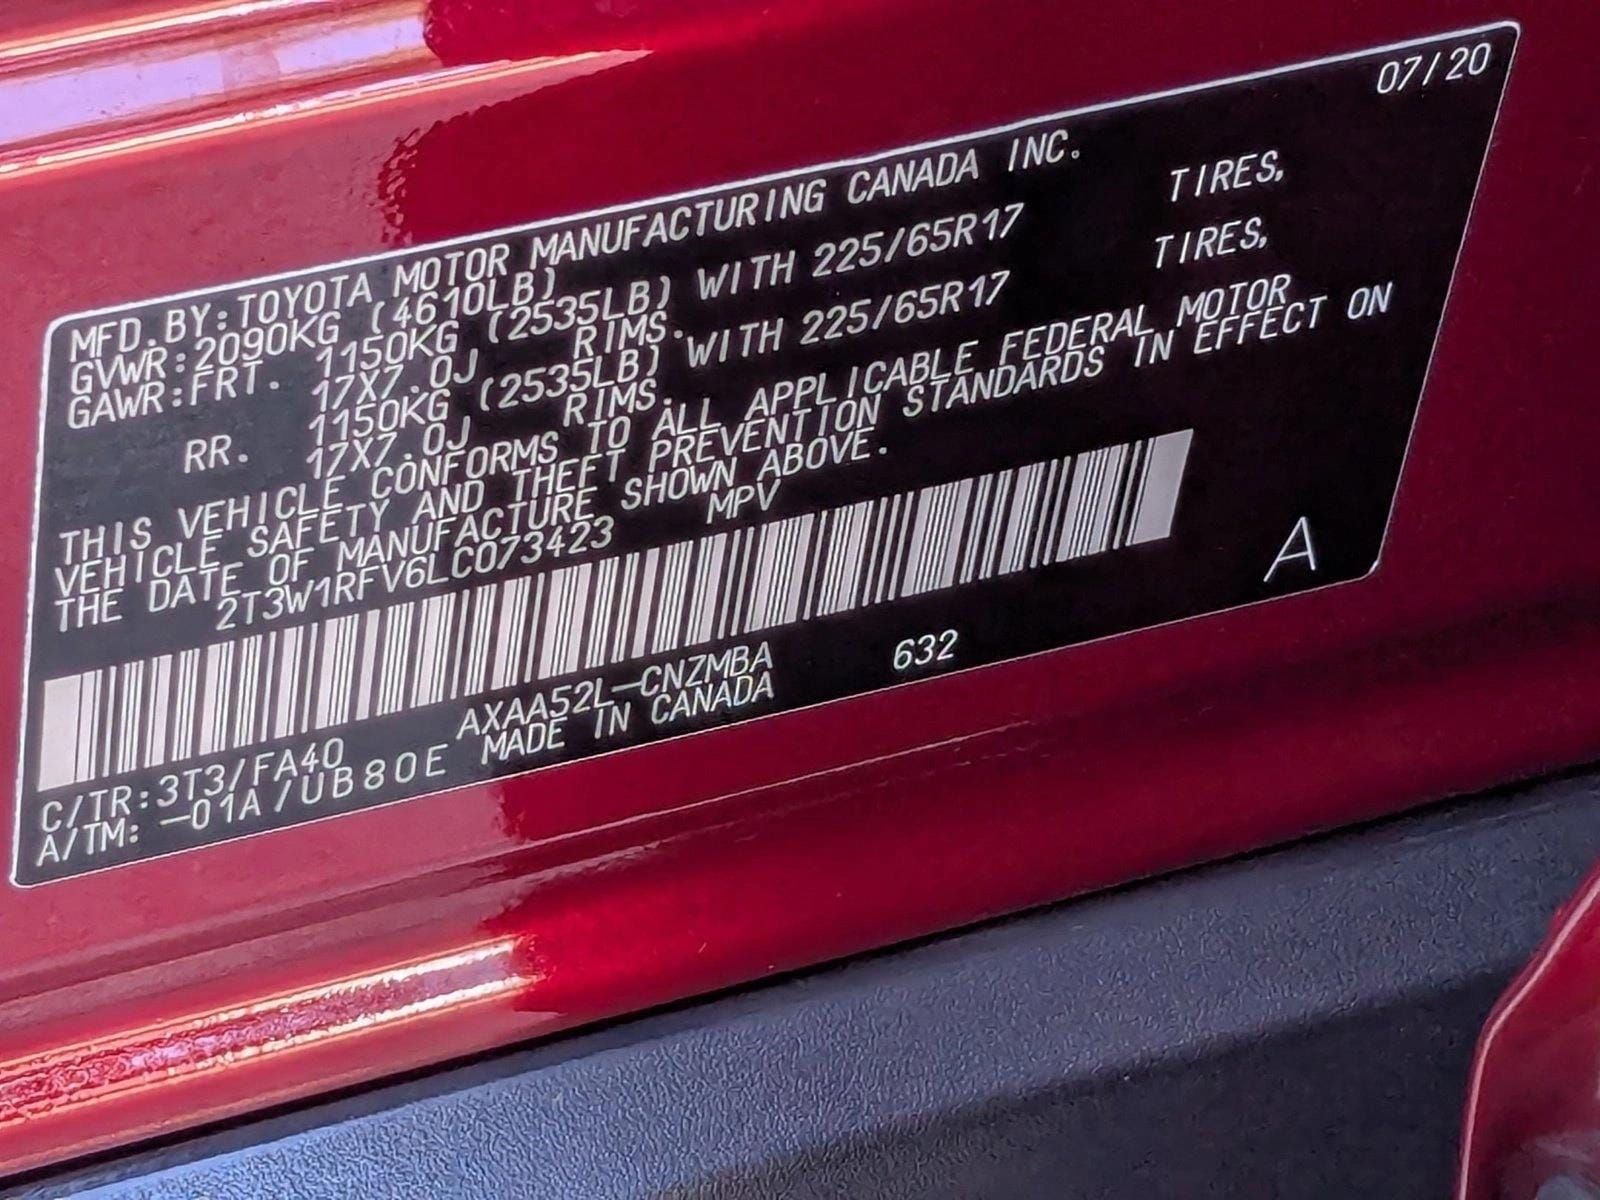 07/20
MFD. BY: TOYOTA MOTOR MANUFACTURING CANADA INC.
GVWR: 2090KG (4610LB)
GAWR: FRT. 1150KG (2535LB) WITH 225/65R17 TIRES,
17X7.0J RIMS.
RR. 1150KG (2535LB) WITH 225/65R17 TIRES,
17X7.0J RIMS.
THIS VEHICLE CONFORMS TO ALL APPLICABLE FEDERAL MOTOR
VEHICLE SAFETY AND THEFT PREVENTION STANDARDS IN EFFECT ON
THE DATE OF MANUFACTURE SHOWN ABOVE.
2T3W1RFV6LC073423 MPV
A
C/TR: 3T3/FA40 AXAA52L-CNZMBA 632
A/TM: -01A/UB80E MADE IN CANADA